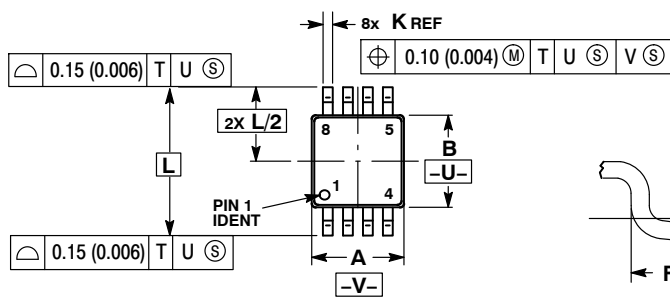 8x K REF
⌖ 0.10 (0.004) Ⓜ T U Ⓢ V Ⓢ
⌓ 0.15 (0.006) T U Ⓢ
2X L/2
8 5
B
-U-
L
1
4
PIN 1
IDENT
⌓ 0.15 (0.006) T U Ⓢ
A
-V-
F